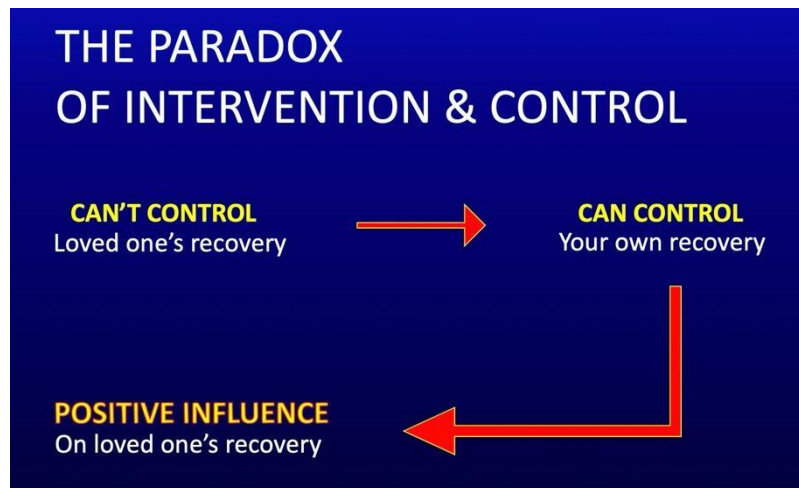 THE PARADOX
OF INTERVENTION & CONTROL
CAN'T CONTROL
Loved one's recovery
CAN CONTROL
Your own recovery
POSITIVE INFLUENCE
On loved one's recovery